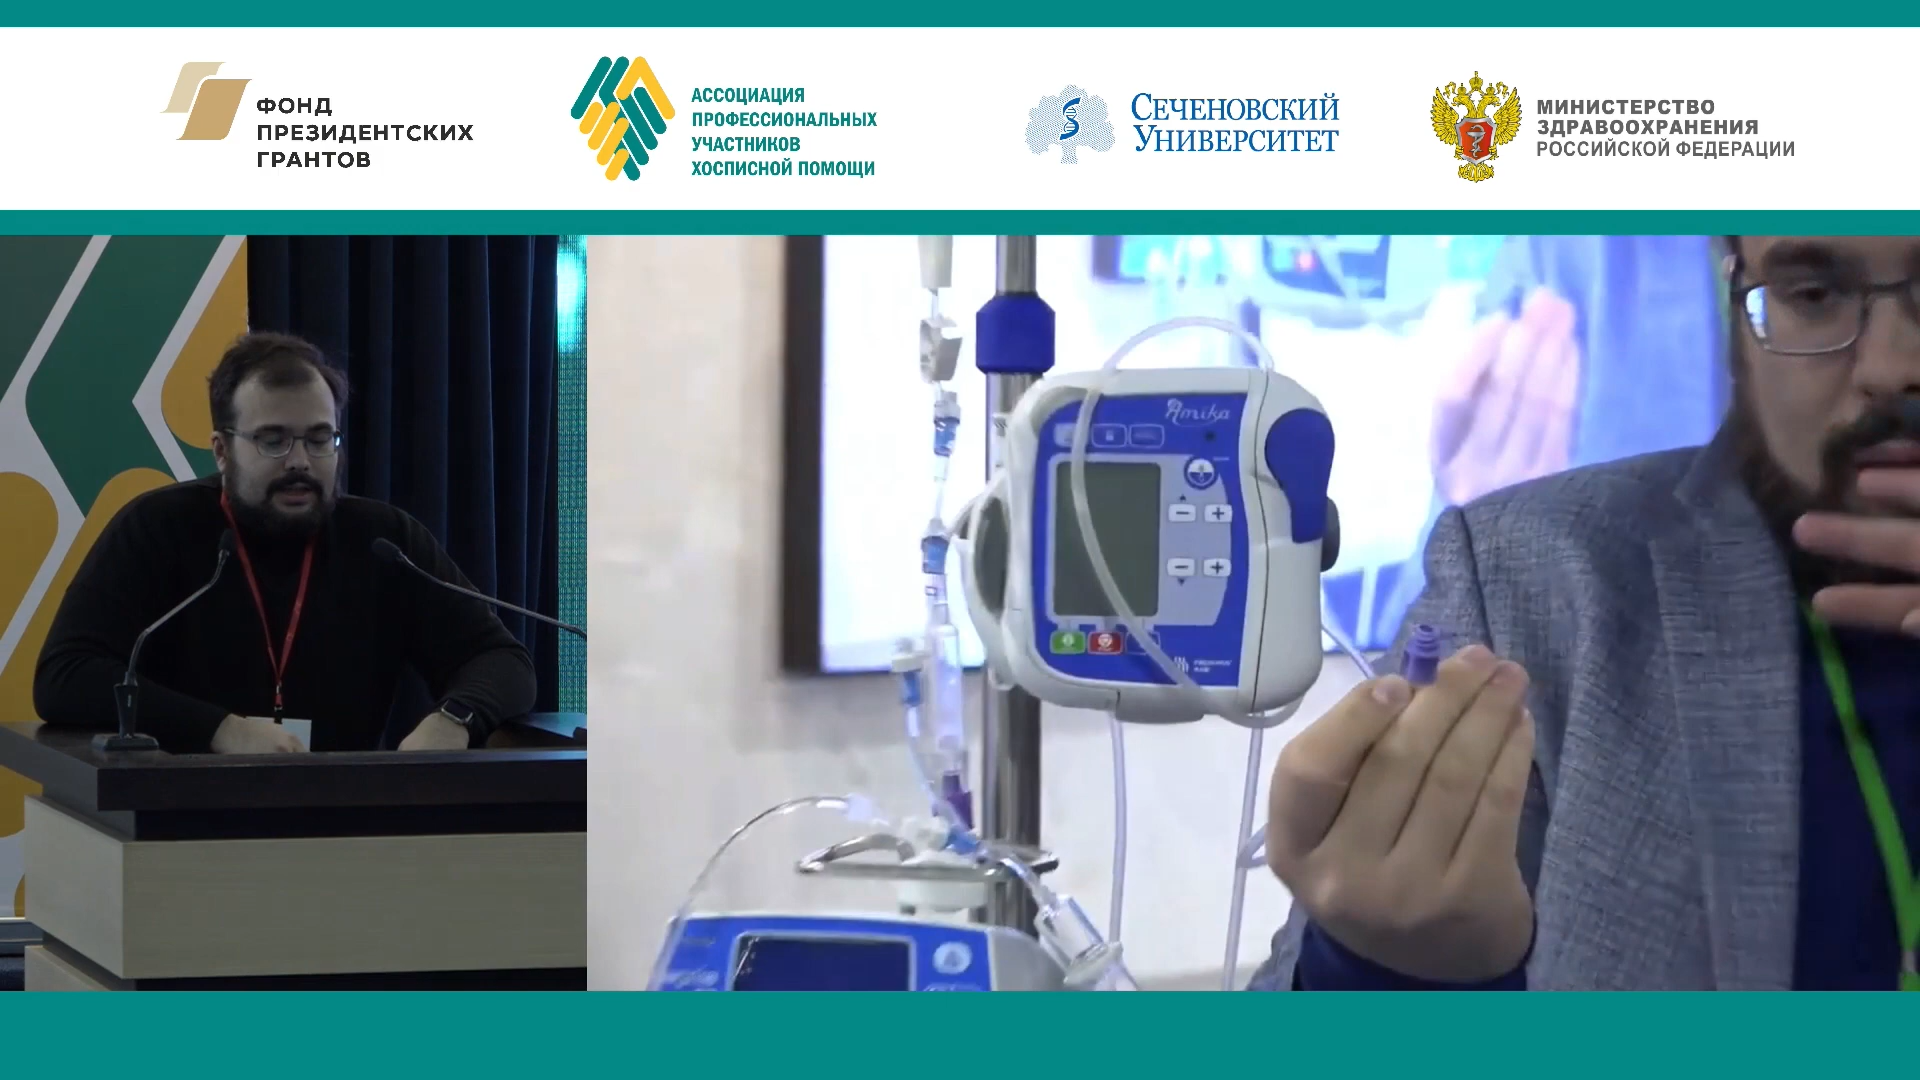 ФОНД
ПРЕЗИДЕНТСКИХ
ГРАНТОВ
АССОЦИАЦИЯ
ПРОФЕССИОНАЛЬНЫХ
УЧАСТНИКОВ
ХОСПИСНОЙ ПОМОЩИ
СЕЧЕНОВСКИЙ
УНИВЕРСИТЕТ
МИНИСТЕРСТВО
ЗДРАВООХРАНЕНИЯ
РОССИЙСКОЙ ФЕДЕРАЦИИ
Amika